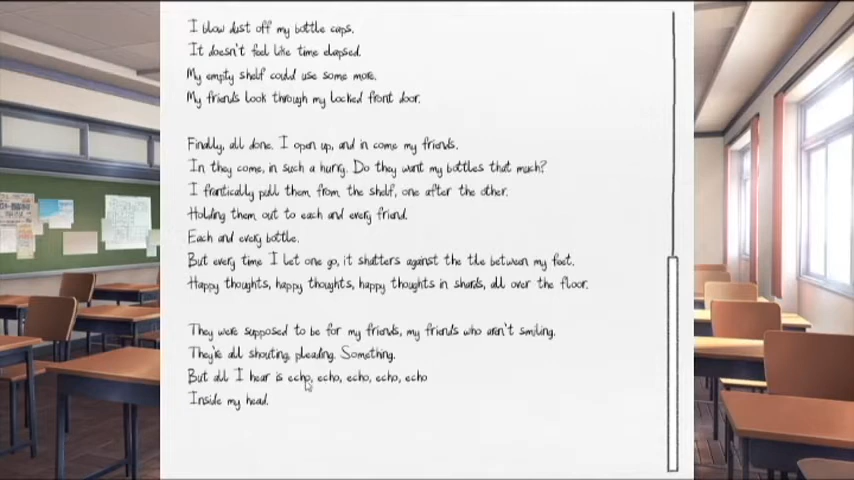 I blow dust off my bottle caps.
It doesn't feel like time elapsed.
My empty shelf could use some more.
My friends look through my locked front door.
Finally, all done. I open up, and in come my friends.
In they come, in such a hurry. Do they want my bottles that much?
I frantically pull them from the shelf, one after the other.
Holding them out to each and every friend.
Each and every bottle.
But every time I let one go, it shatters against the tile between my feet.
Happy thoughts, happy thoughts, happy thoughts in shards, all over the floor.
They were supposed to be for my friends, my friends who aren't smiling.
They're all shouting, pleading. Something.
But all I hear is echo, echo, echo, echo, echo
Inside my head.